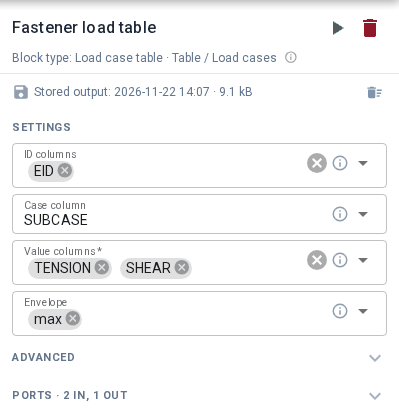 Fastener load table
Block type: Load case table · Table / Load cases
Stored output: 2026-11-22 14:07 · 9.1 kB
SETTINGS
ID columns
EID
Case column
SUBCASE
Value columns*
TENSION SHEAR
Envelope
max
ADVANCED
PORTS · 2 IN, 1 OUT